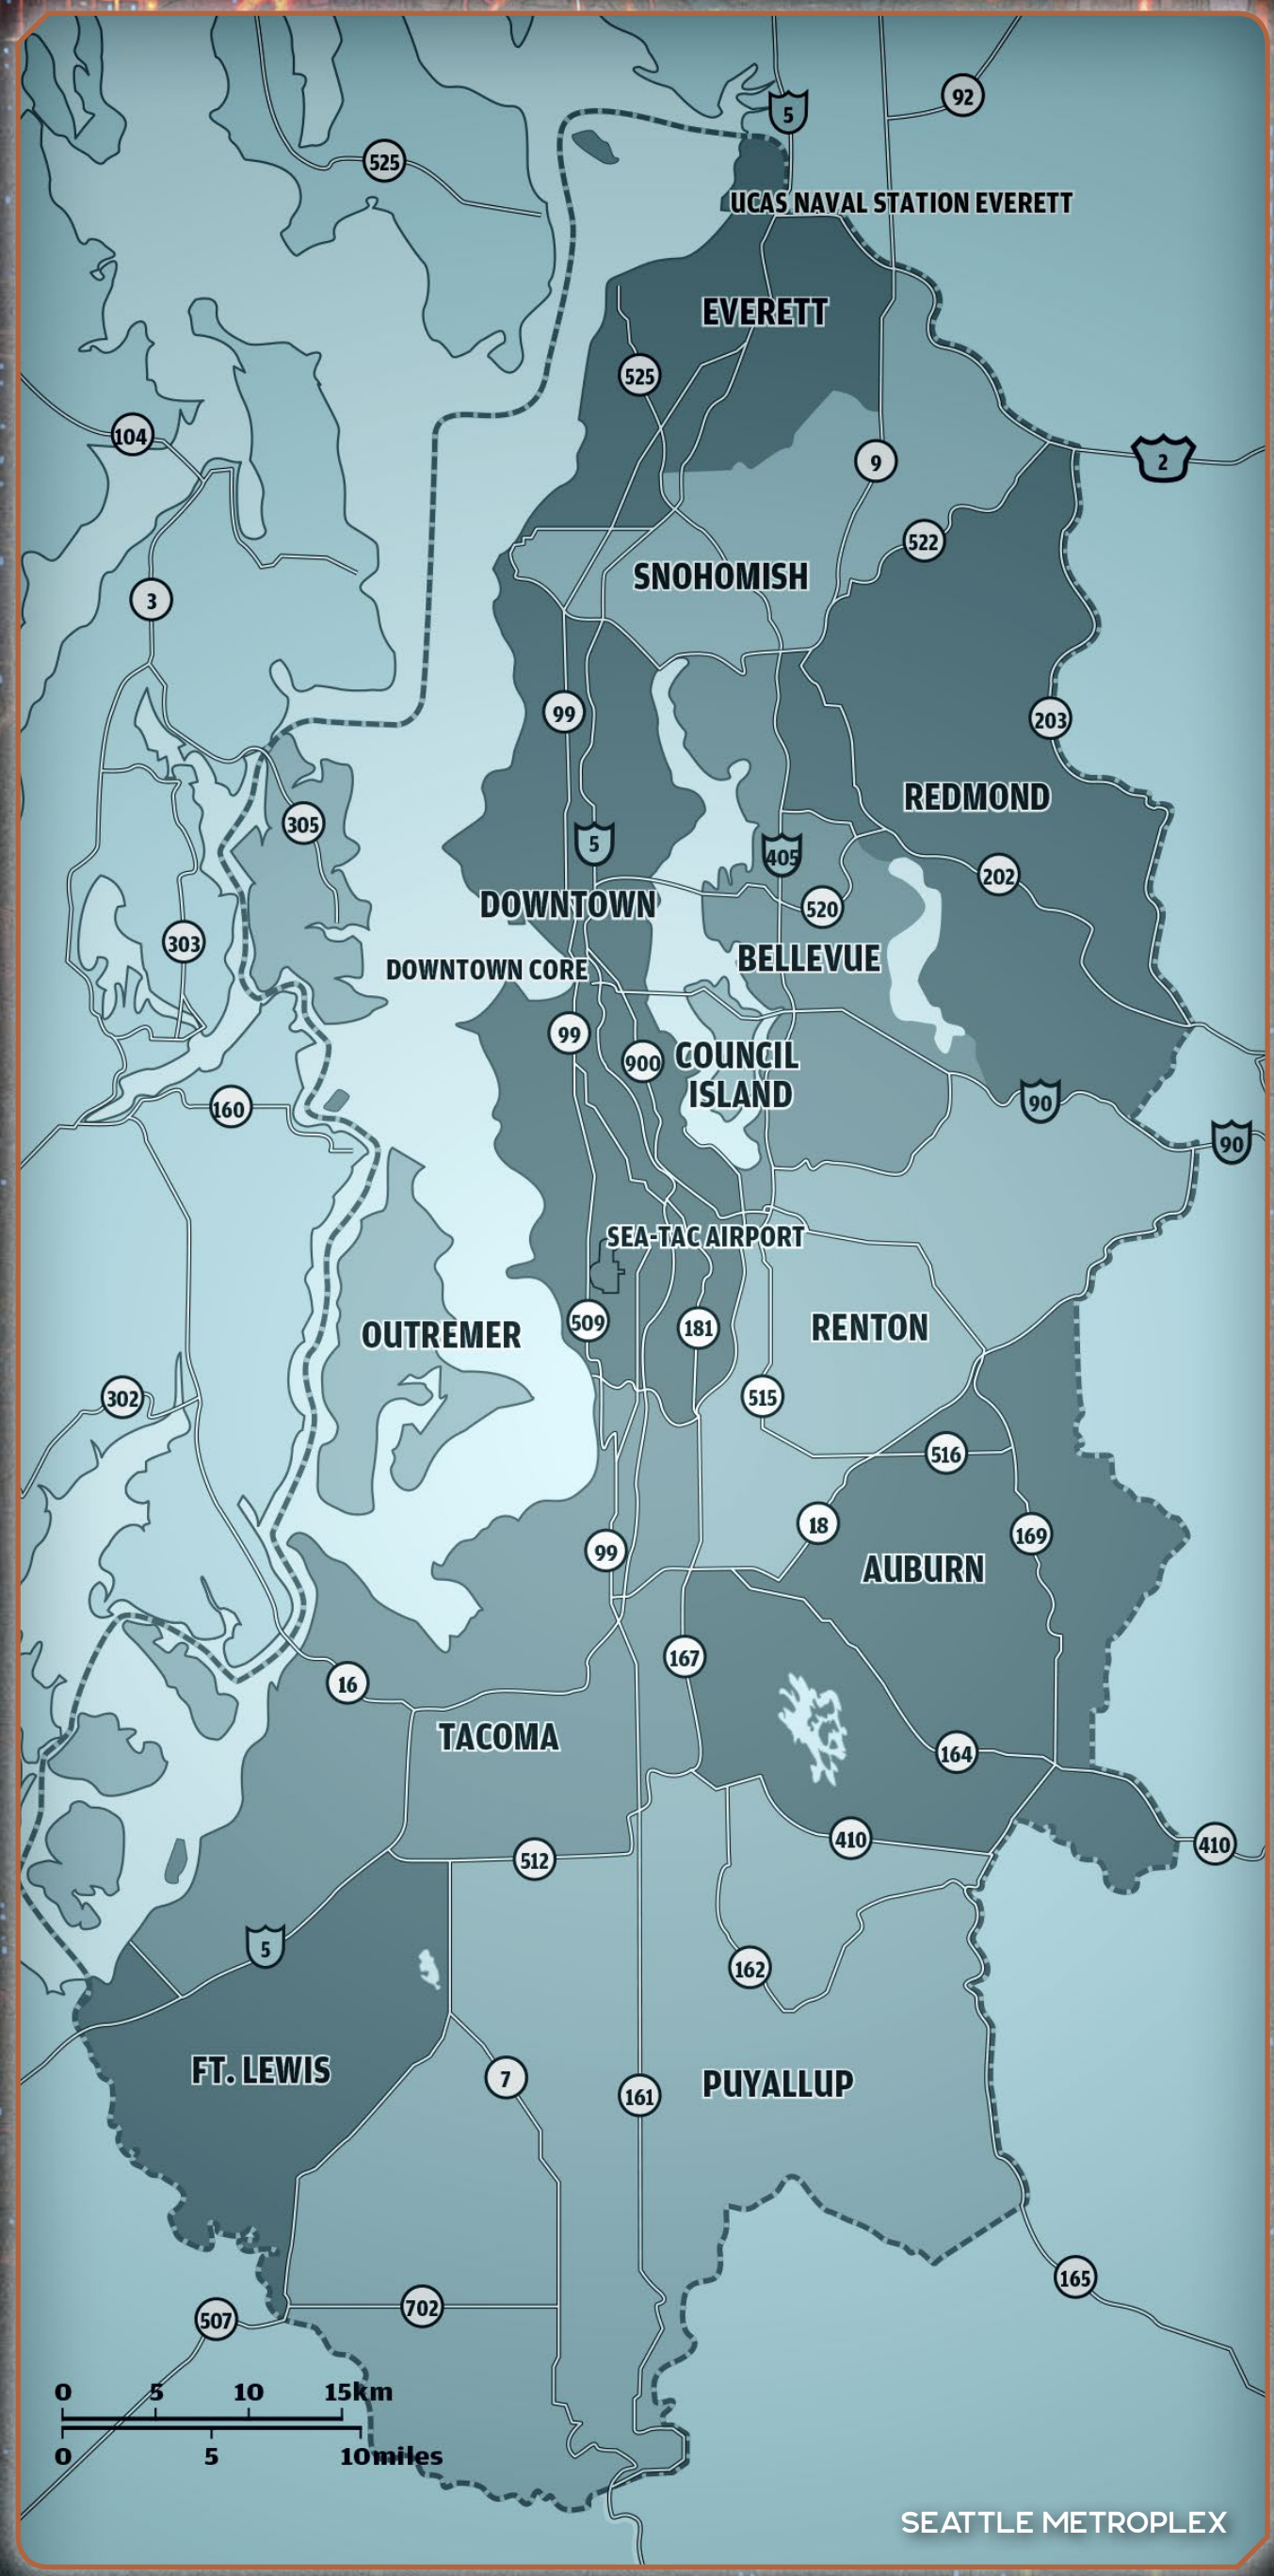 5
92
525
UCAS NAVAL STATION EVERETT
EVERETT
525
104
9
2
522
SNOHOMISH
3
99
203
REDMOND
305
5
405
202
DOWNTOWN
520
303
BELLEVUE
DOWNTOWN CORE
99
900
COUNCIL
ISLAND
90
160
90
SEA-TAC AIRPORT
509
181
RENTON
OUTREMER
302
515
516
18
169
99
AUBURN
167
16
TACOMA
164
410
410
512
5
162
FT. LEWIS
7
161
PUYALLUP
165
702
507
0 5 10 15km
0 5 10miles
SEATTLE METROPLEX